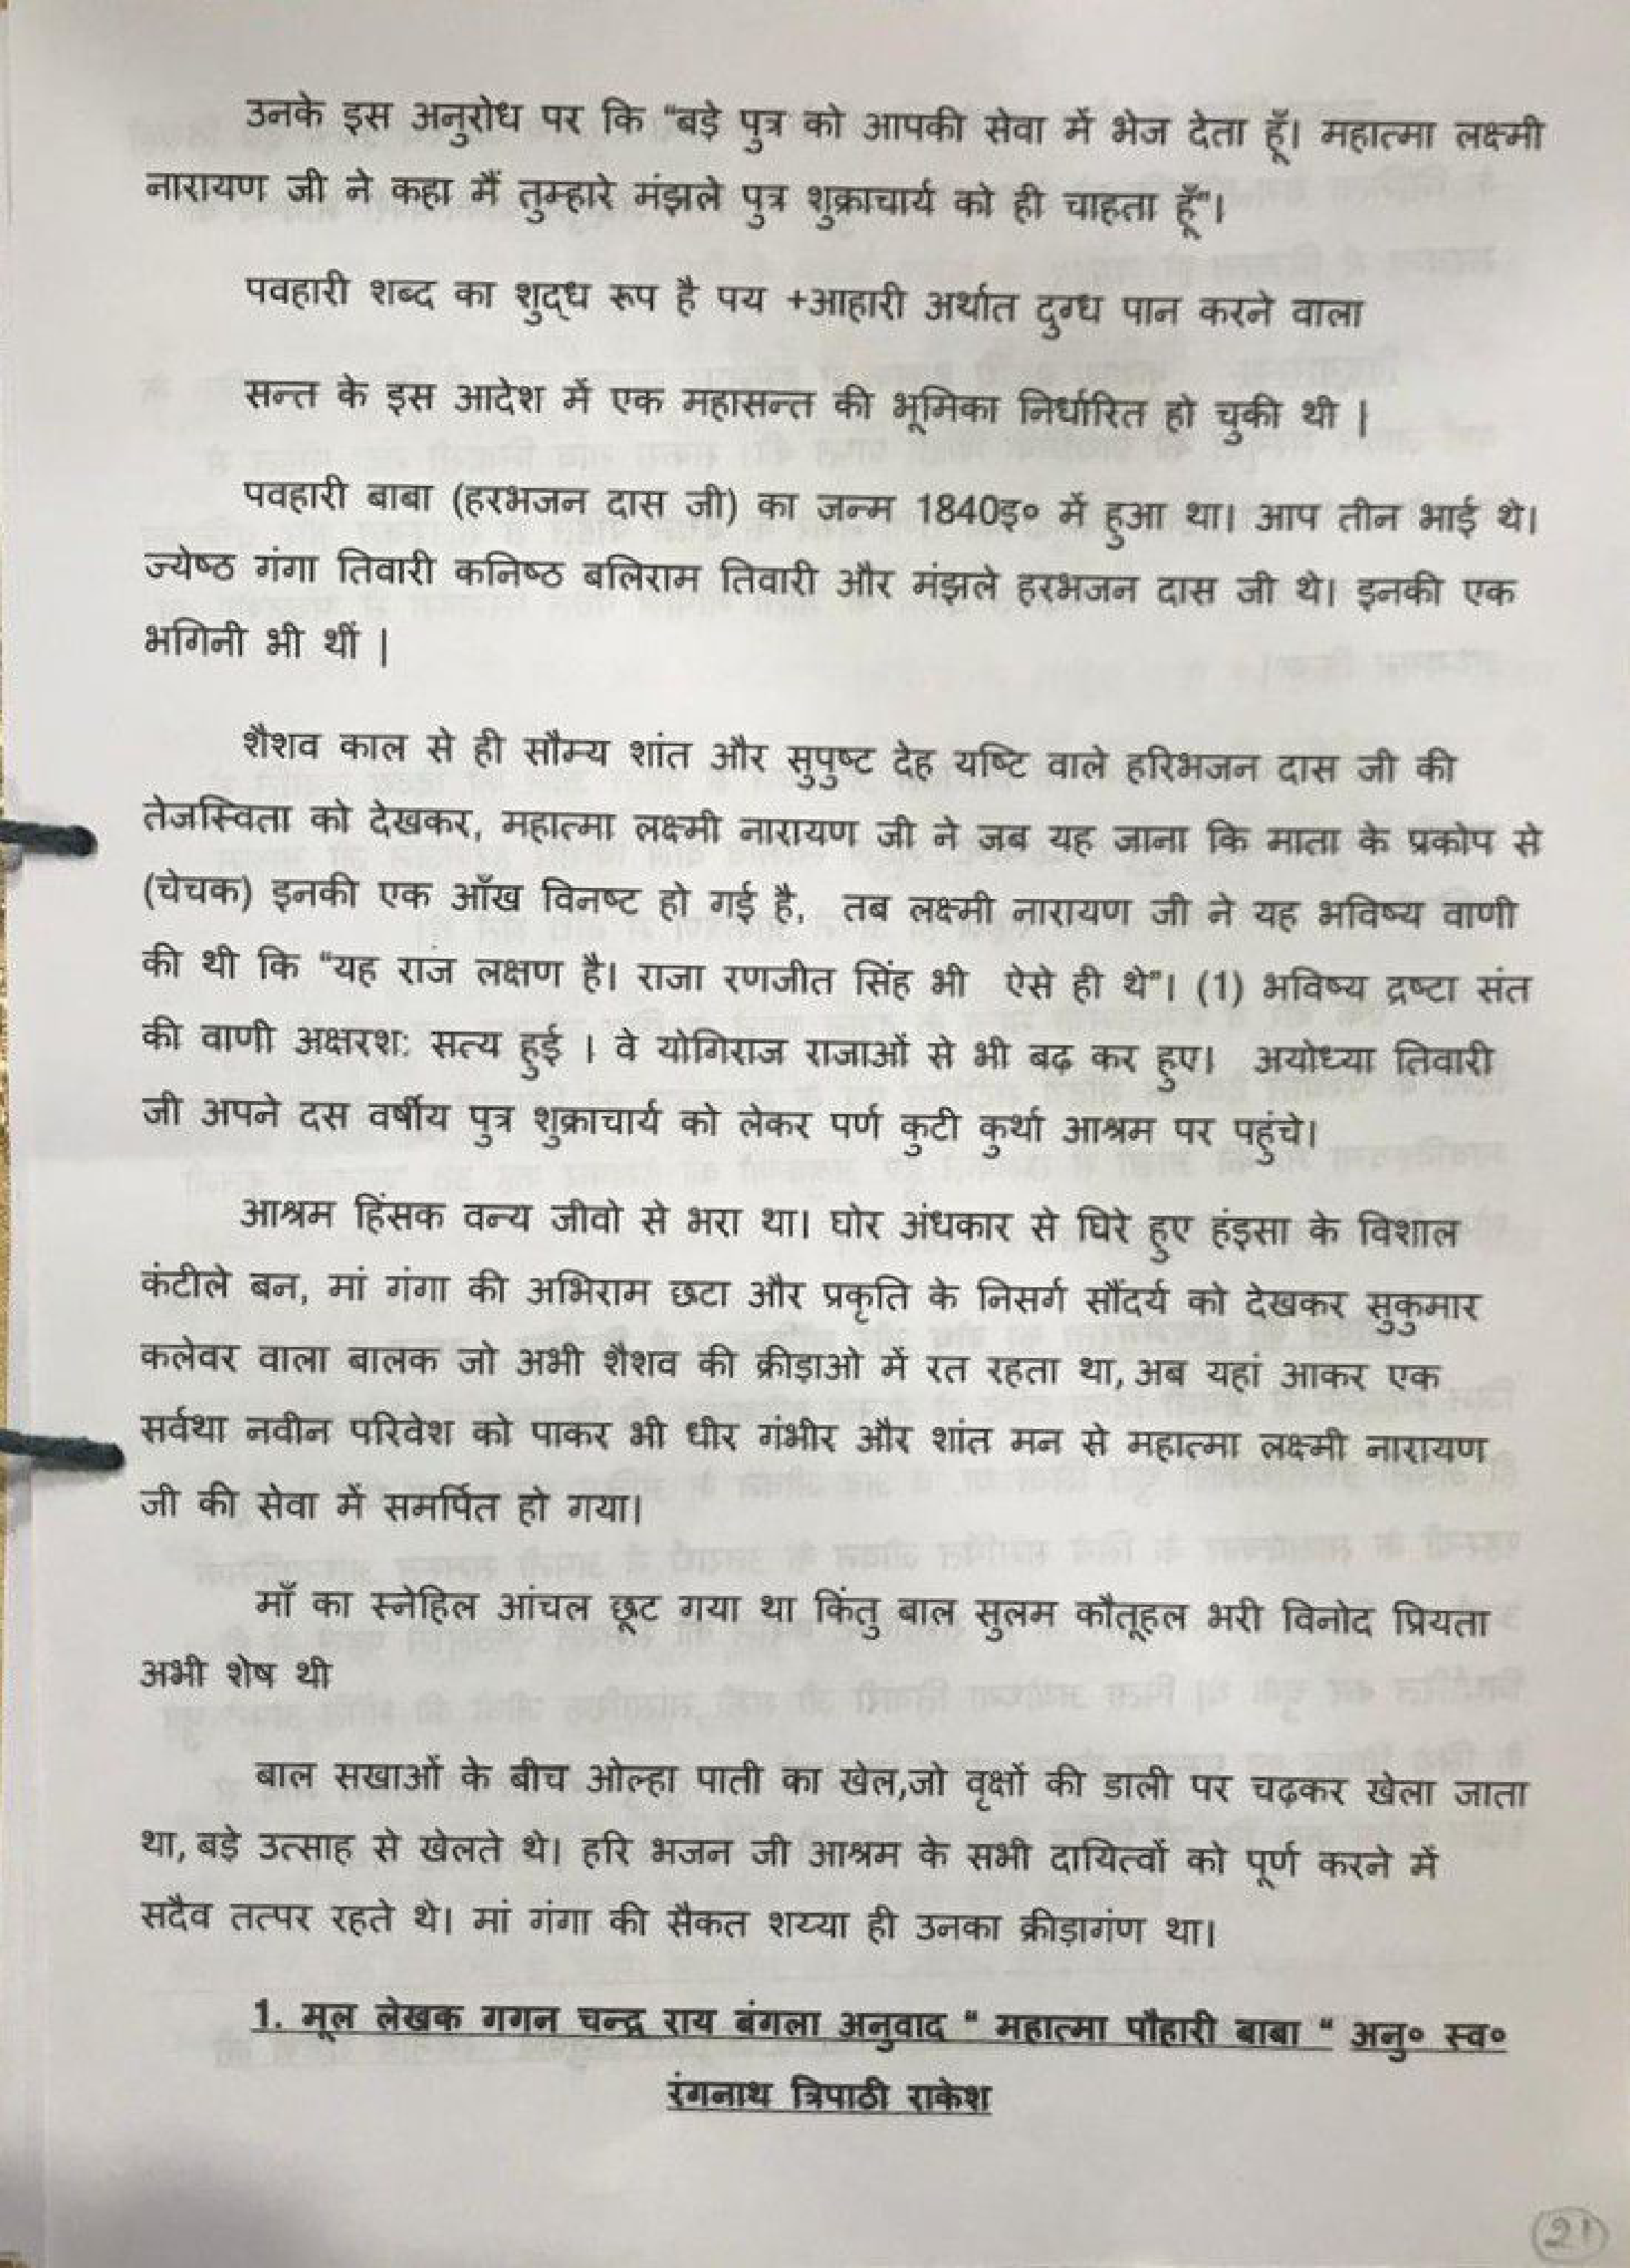 उनके इस अनुरोध पर कि "बड़े पुत्र को आपकी सेवा में भेज देता हूँ। महात्मा लक्ष्मी
नारायण जी ने कहा मैं तुम्हारे मंझले पुत्र शुक्राचार्य को ही चाहता हूँ"।
पवहारी शब्द का शुद्ध रूप है पय +आहारी अर्थात दुग्ध पान करने वाला
सन्त के इस आदेश में एक महासन्त की भूमिका निर्धारित हो चुकी थी |
पवहारी बाबा (हरभजन दास जी) का जन्म 1840इ० में हुआ था। आप तीन भाई थे।
ज्येष्ठ गंगा तिवारी कनिष्ठ बलिराम तिवारी और मंझले हरभजन दास जी थे। इनकी एक
भगिनी भी थीं |
शैशव काल से ही सौम्य शांत और सुपुष्ट देह यष्टि वाले हरिभजन दास जी की
तेजस्विता को देखकर, महात्मा लक्ष्मी नारायण जी ने जब यह जाना कि माता के प्रकोप से
(चेचक) इनकी एक आँख विनष्ट हो गई है, तब लक्ष्मी नारायण जी ने यह भविष्य वाणी
की थी कि "यह राज लक्षण है। राजा रणजीत सिंह भी ऐसे ही थे"। (1) भविष्य द्रष्टा संत
की वाणी अक्षरश: सत्य हुई । वे योगिराज राजाओं से भी बढ़ कर हुए। अयोध्या तिवारी
जी अपने दस वर्षीय पुत्र शुक्राचार्य को लेकर पर्ण कुटी कुर्था आश्रम पर पहुंचे।
आश्रम हिंसक वन्य जीवो से भरा था। घोर अंधकार से घिरे हुए हंइसा के विशाल
कंटीले बन, मां गंगा की अभिराम छटा और प्रकृति के निसर्ग सौंदर्य को देखकर सुकुमार
कलेवर वाला बालक जो अभी शैशव की क्रीड़ाओ में रत रहता था, अब यहां आकर एक
सर्वथा नवीन परिवेश को पाकर भी धीर गंभीर और शांत मन से महात्मा लक्ष्मी नारायण
जी की सेवा में समर्पित हो गया।
माँ का स्नेहिल आंचल छूट गया था किंतु बाल सुलम कौतूहल भरी विनोद प्रियता
अभी शेष थी
बाल सखाओं के बीच ओल्हा पाती का खेल,जो वृक्षों की डाली पर चढ़कर खेला जाता
था, बड़े उत्साह से खेलते थे। हरि भजन जी आश्रम के सभी दायित्वों को पूर्ण करने में
सदैव तत्पर रहते थे। मां गंगा की सैकत शय्या ही उनका क्रीड़ागंण था।
1. मूल लेखक गगन चन्द्र राय बंगला अनुवाद " महात्मा पौहारी बाबा " अनु० स्व०
रंगनाथ त्रिपाठी राकेश
21